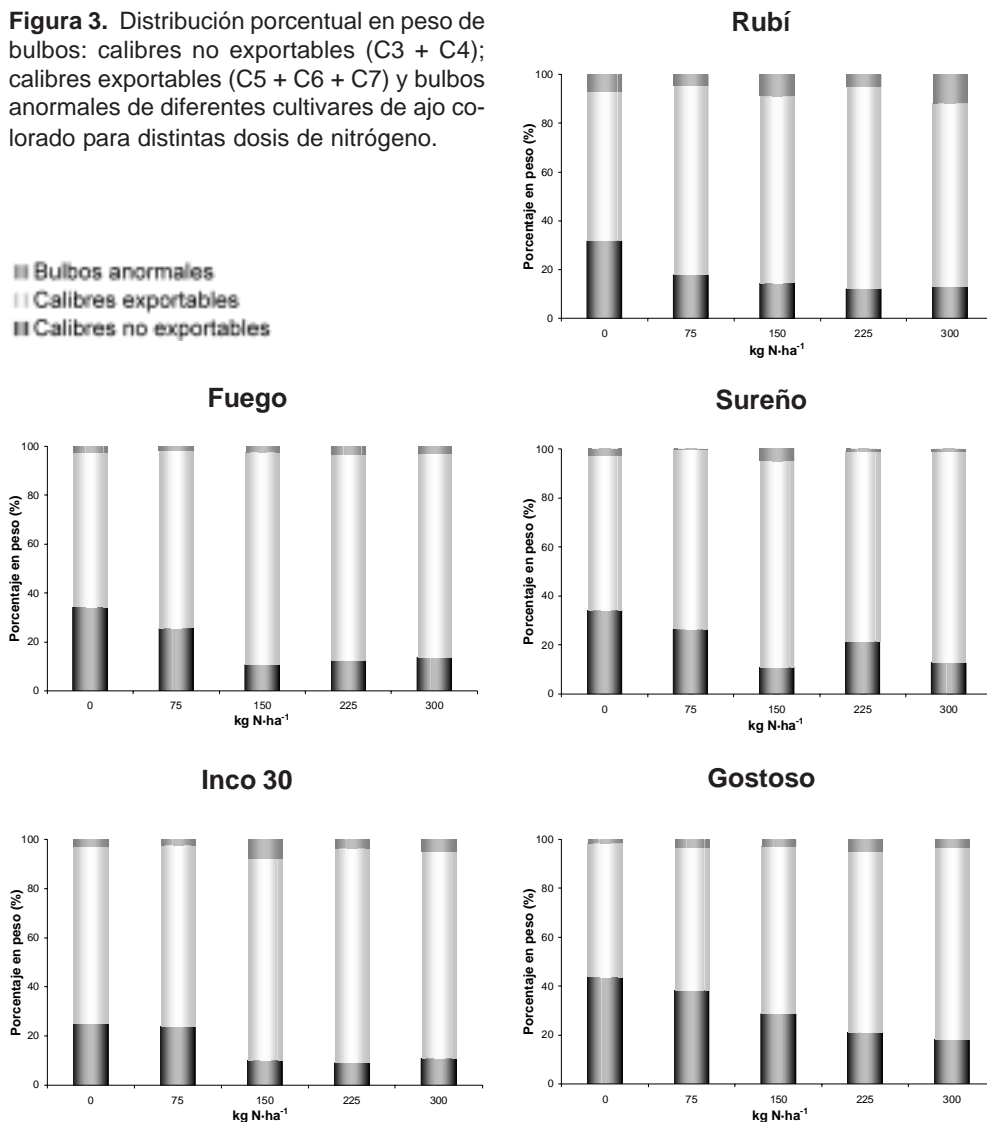 Figura 3. Distribución porcentual en peso de
bulbos: calibres no exportables (C3 + C4);
calibres exportables (C5 + C6 + C7) y bulbos
anormales de diferentes cultivares de ajo co-
lorado para distintas dosis de nitrógeno.
Bulbos anormales
Calibres exportables
Calibres no exportables
Rubí
Porcentaje en peso (%)
100
80
60
40
20
0
0 75 150 225 300
kg N·ha⁻¹
Fuego
Porcentaje en peso (%)
100
80
60
40
20
0
0 75 150 225 300
kg N·ha⁻¹
Sureño
Porcentaje en peso (%)
100
80
60
40
20
0
0 75 150 225 300
kg N·ha⁻¹
Inco 30
Porcentaje en peso (%)
100
80
60
40
20
0
0 75 150 225 300
kg N·ha⁻¹
Gostoso
Porcentaje en peso (%)
100
80
60
40
20
0
0 75 150 225 300
kg N·ha⁻¹